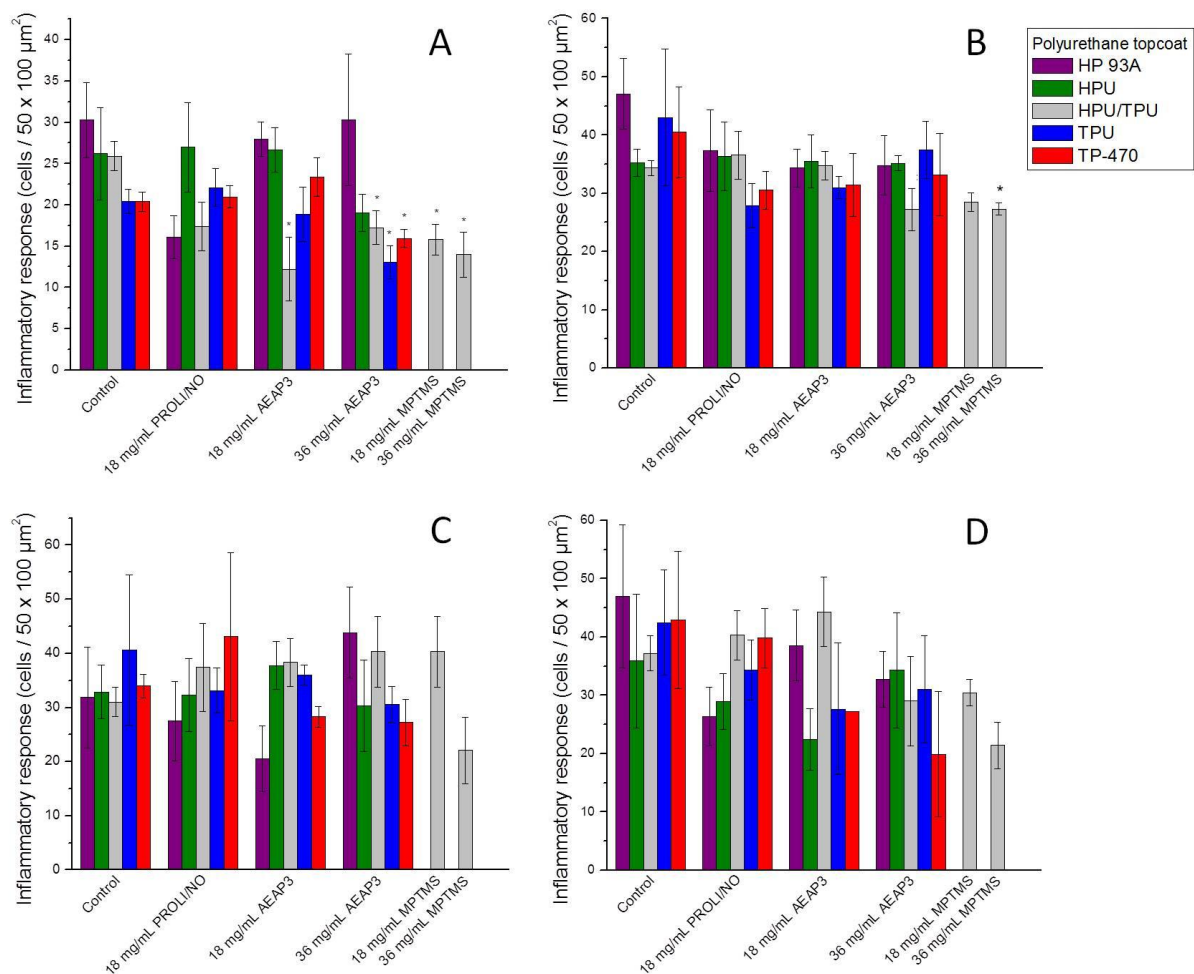 A
Inflammatory response (cells / 50 x 100 µm²)
40
35
30
25
20
15
10
5
0
*
*
*
*
*
*
Control
18 mg/mL PROLI/NO
18 mg/mL AEAP3
36 mg/mL AEAP3
18 mg/mL MPTMS
36 mg/mL MPTMS
B
Inflammatory response (cells / 50 x 100 µm²)
60
50
40
30
20
10
0
*
Control
18 mg/mL PROLI/NO
18 mg/mL AEAP3
36 mg/mL AEAP3
18 mg/mL MPTMS
36 mg/mL MPTMS
Polyurethane topcoat
HP 93A
HPU
HPU/TPU
TPU
TP-470
C
Inflammatory response (cells / 50 x 100 µm²)
60
50
40
30
20
10
0
Control
18 mg/mL PROLI/NO
18 mg/mL AEAP3
36 mg/mL AEAP3
18 mg/mL MPTMS
36 mg/mL MPTMS
D
Inflammatory response (cells / 50 x 100 µm²)
60
50
40
30
20
10
0
Control
18 mg/mL PROLI/NO
18 mg/mL AEAP3
36 mg/mL AEAP3
18 mg/mL MPTMS
36 mg/mL MPTMS